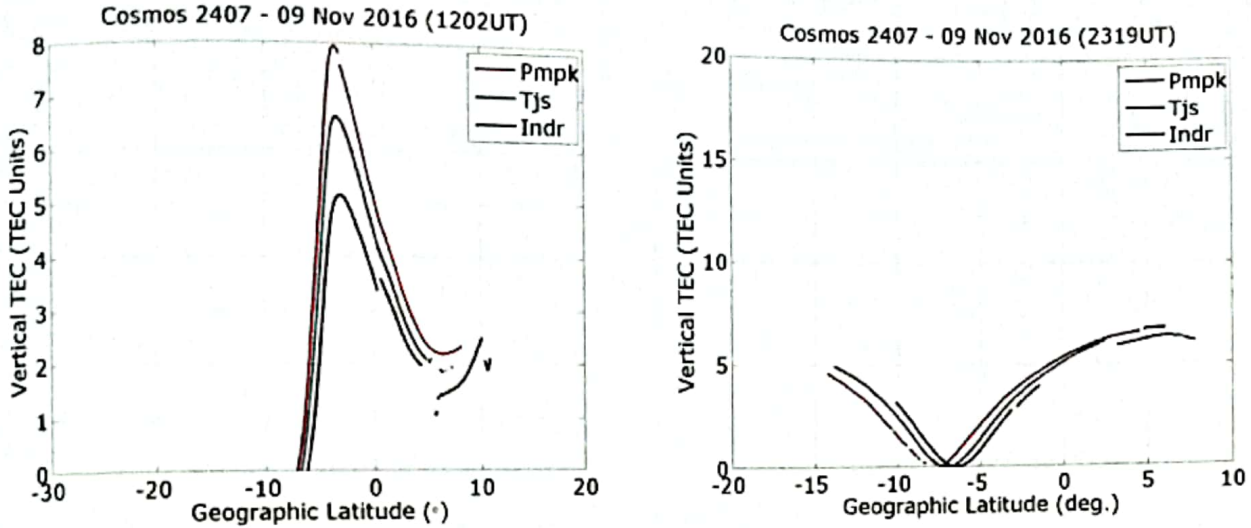 Cosmos 2407 - 09 Nov 2016 (1202UT)
Vertical TEC (TEC Units)
8
7
6
5
4
3
2
1
0
-30
-20
-10
0
10
20
Geographic Latitude (°)
Pmpk
Tjs
Indr
Cosmos 2407 - 09 Nov 2016 (2319UT)
Vertical TEC (TEC Units)
20
15
10
5
0
-20
-15
-10
-5
0
5
10
Geographic Latitude (deg.)
Pmpk
Tjs
Indr